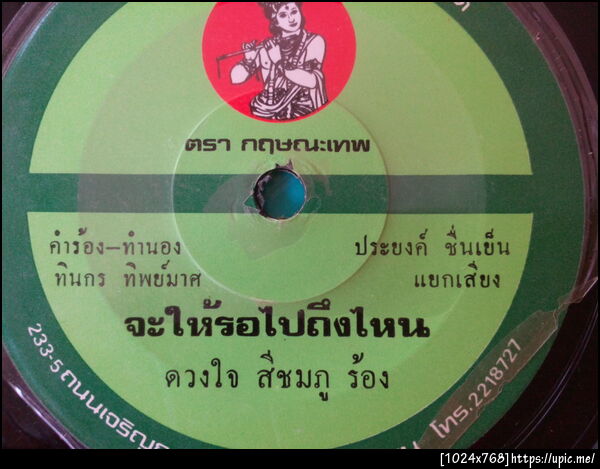 ตรา กฤษณะเทพ
คำร้อง–ทำนอง
ทินกร ทิพย์มาศ
ประยงค์ ชื่นเย็น
แยกเสียง
จะให้รอไปถึงไหน
ดวงใจ สีชมภู ร้อง
233-5 ถนนเจริญ
โทร. 2218727
[1024x768]https://upic.me/